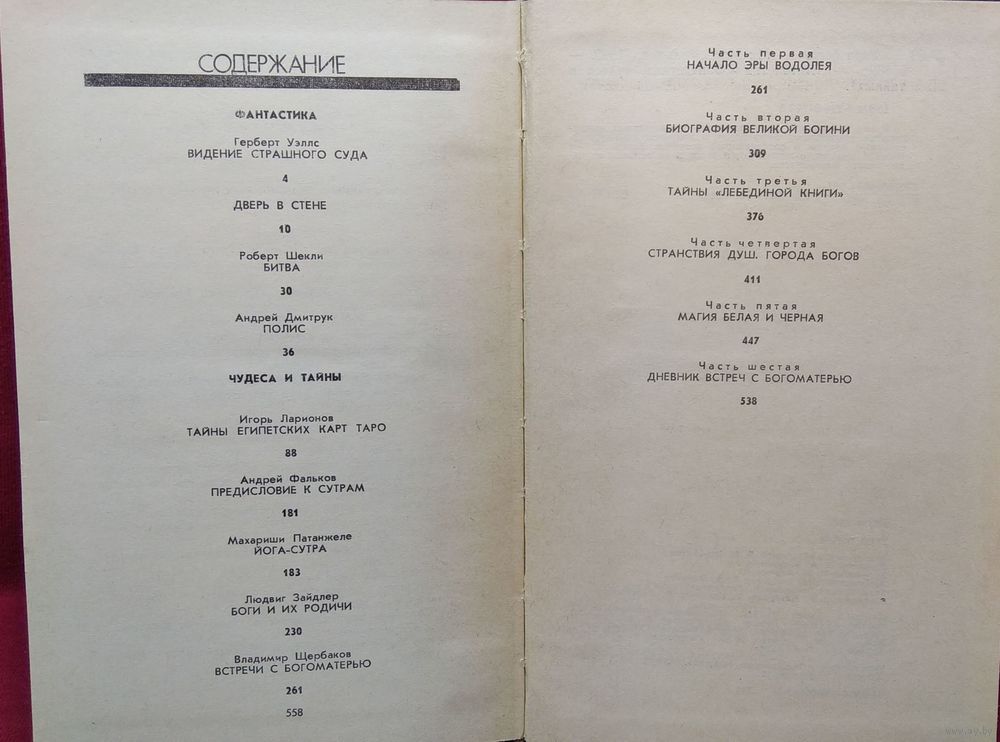 СОДЕРЖАНИЕ
ФАНТАСТИКА
Герберт Уэллс
ВИДЕНИЕ СТРАШНОГО СУДА
4
ДВЕРЬ В СТЕНЕ
10
Роберт Шекли
БИТВА
30
Андрей Дмитрук
ПОЛИС
36
ЧУДЕСА И ТАЙНЫ
Игорь Ларионов
ТАЙНЫ ЕГИПЕТСКИХ КАРТ ТАРО
88
Андрей Фальков
ПРЕДИСЛОВИЕ К СУТРАМ
181
Махариши Патанжеле
ЙОГА-СУТРА
183
Людвиг Зайдлер
БОГИ И ИХ РОДИЧИ
230
Владимир Щербаков
ВСТРЕЧИ С БОГОМАТЕРЬЮ
261
558
Часть первая
НАЧАЛО ЭРЫ ВОДОЛЕЯ
261
Часть вторая
БИОГРАФИЯ ВЕЛИКОЙ БОГИНИ
309
Часть третья
ТАЙНЫ «ЛЕБЕДИНОЙ КНИГИ»
376
Часть четвертая
СТРАНСТВИЯ ДУШ. ГОРОДА БОГОВ
411
Часть пятая
МАГИЯ БЕЛАЯ И ЧЕРНАЯ
447
Часть шестая
ДНЕВНИК ВСТРЕЧ С БОГОМАТЕРЬЮ
538
www.ay.by